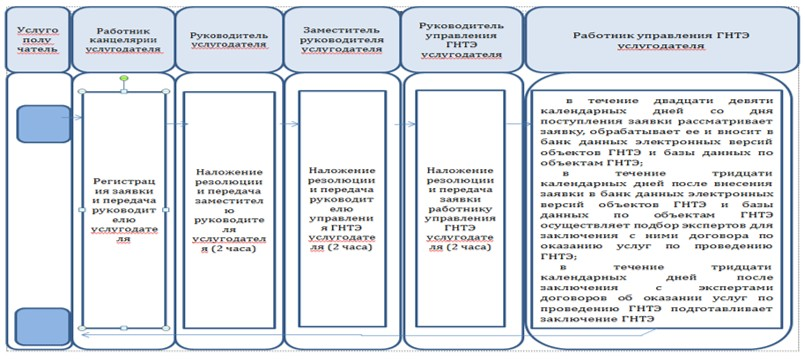 Услуго
полу
чатель
Работник
канцелярии
услугодателя
Руководитель
услугодателя
Заместитель
руководителя
услугодателя
Руководитель
управления
ГНТЭ
услугодателя
Работник управления ГНТЭ
услугодателя
Регистрац
ия заявки
и передача
руководит
елю
услугодате
ля
Наложение
резолюции
и передача
заместител
ю
руководите
ля
услугодател
я (2 часа)
Наложение
резолюции
и передача
руководит
елю
управлени
я ГНТЭ
услугодате
ля (2 часа)
Наложение
резолюции
и передача
заявки
работнику
управления
ГНТЭ
услугодате
ля (2 часа)
в течение двадцати девяти
календарных дней со дня
поступления заявки рассматривает
заявку, обрабатывает ее и вносит в
банк данных электронных версий
объектов ГНТЭ и базы данных по
объектам ГНТЭ;
в течение тридцати
календарных дней после внесения
заявки в банк данных электронных
версий объектов ГНТЭ и базы
данных по объектам ГНТЭ
осуществляет подбор экспертов для
заключения с ними договора по
оказанию услуг по проведению
ГНТЭ;
в течение тридцати
календарных дней после
заключения с экспертами
договоров об оказании услуг по
проведению ГНТЭ подготавливает
заключение ГНТЭ